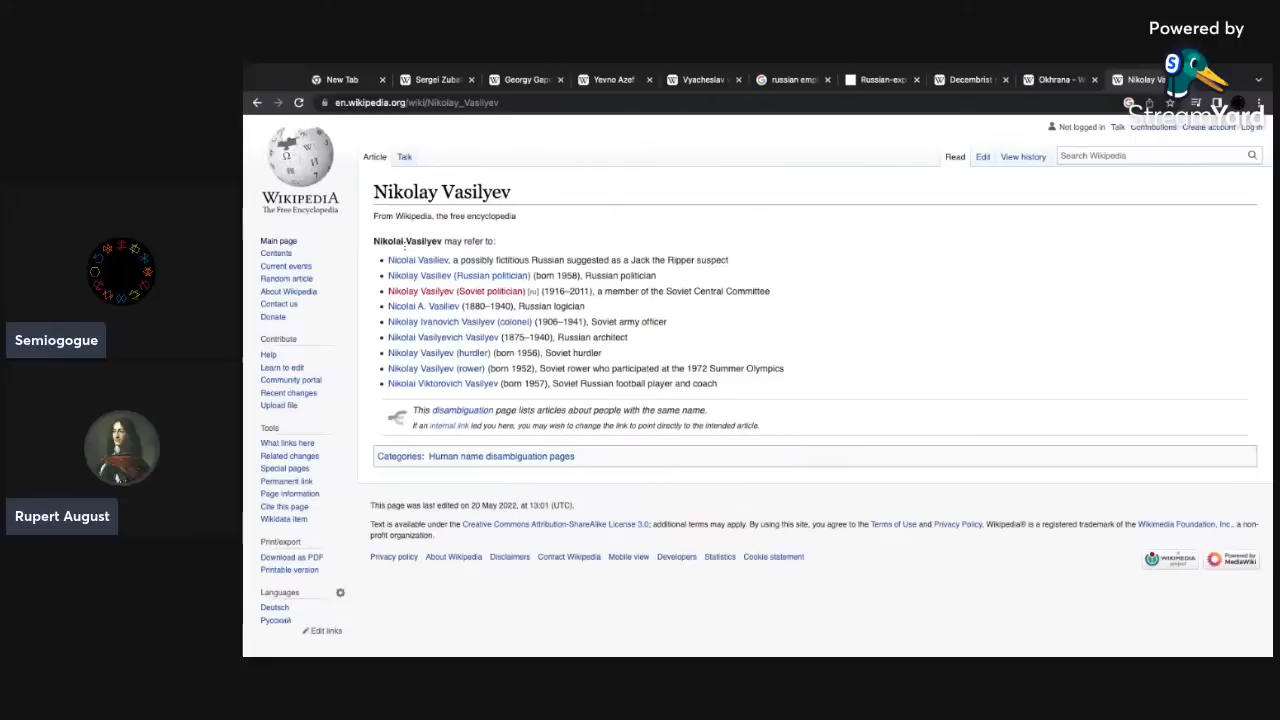 Powered by
StreamYard
New Tab
Sergei Zuba
Georgy Gap
Yevno Azef
Vyacheslav
russian emp
Russian-exp
Decembrist
Okhrana - W
Nikolay Va
en.wikipedia.org/wiki/Nikolay_Vasilyev
Not logged in Talk Contributions Create account Log in
Article Talk
Read Edit View history
Search Wikipedia
WIKIPEDIA
The Free Encyclopedia
Main page
Contents
Current events
Random article
About Wikipedia
Contact us
Donate
Contribute
Help
Learn to edit
Community portal
Recent changes
Upload file
Tools
What links here
Related changes
Special pages
Permanent link
Page information
Cite this page
Wikidata item
Print/export
Download as PDF
Printable version
Languages
Deutsch
Русский
Edit links
Nikolay Vasilyev
From Wikipedia, the free encyclopedia
Nikolai Vasilyev may refer to:
Nicolai Vasiliev, a possibly fictitious Russian suggested as a Jack the Ripper suspect
Nikolay Vasiliev (Russian politician) (born 1958), Russian politician
Nikolay Vasilyev (Soviet politician) [ru] (1916–2011), a member of the Soviet Central Committee
Nicolai A. Vasiliev (1880–1940), Russian logician
Nikolay Ivanovich Vasilyev (colonel) (1906–1941), Soviet army officer
Nikolai Vasilyevich Vasilyev (1875–1940), Russian architect
Nikolay Vasilyev (hurdler) (born 1956), Soviet hurdler
Nikolay Vasilyev (rower) (born 1952), Soviet rower who participated at the 1972 Summer Olympics
Nikolai Viktorovich Vasilyev (born 1957), Soviet Russian football player and coach
This disambiguation page lists articles about people with the same name.
If an internal link led you here, you may wish to change the link to point directly to the intended article.
Categories: Human name disambiguation pages
This page was last edited on 20 May 2022, at 13:01 (UTC).
Text is available under the Creative Commons Attribution-ShareAlike License 3.0; additional terms may apply. By using this site, you agree to the Terms of Use and Privacy Policy. Wikipedia® is a registered trademark of the Wikimedia Foundation, Inc., a non-
profit organization.
Privacy policy About Wikipedia Disclaimers Contact Wikipedia Mobile view Developers Statistics Cookie statement
WIKIMEDIA
project
Powered by
MediaWiki
Semiogogue
Rupert August